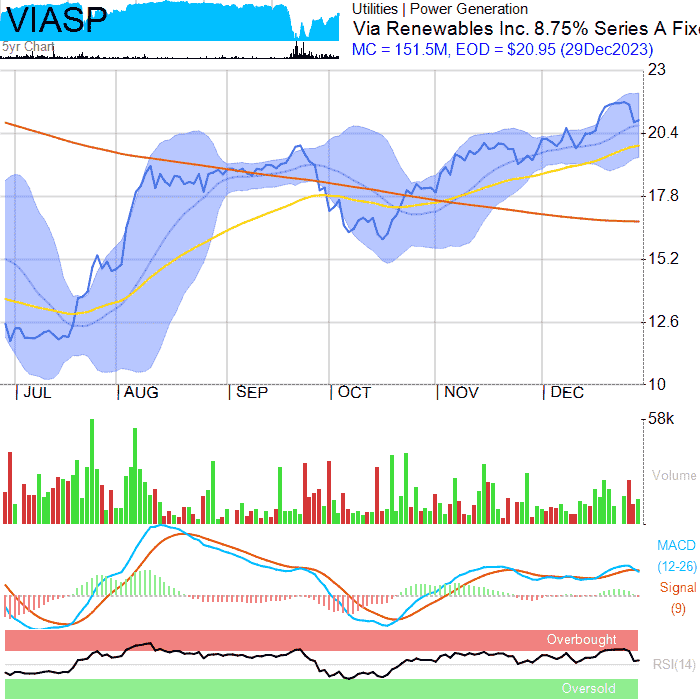 VIASP
5yr Chart
Utilities | Power Generation
Via Renewables Inc. 8.75% Series A Fixe
MC = 151.5M, EOD = $20.95 (29Dec2023)
23
20.4
17.8
15.2
12.6
10
JUL AUG SEP OCT NOV DEC
58k
Volume
MACD
(12-26)
Signal
(9)
Overbought
RSI(14)
Oversold